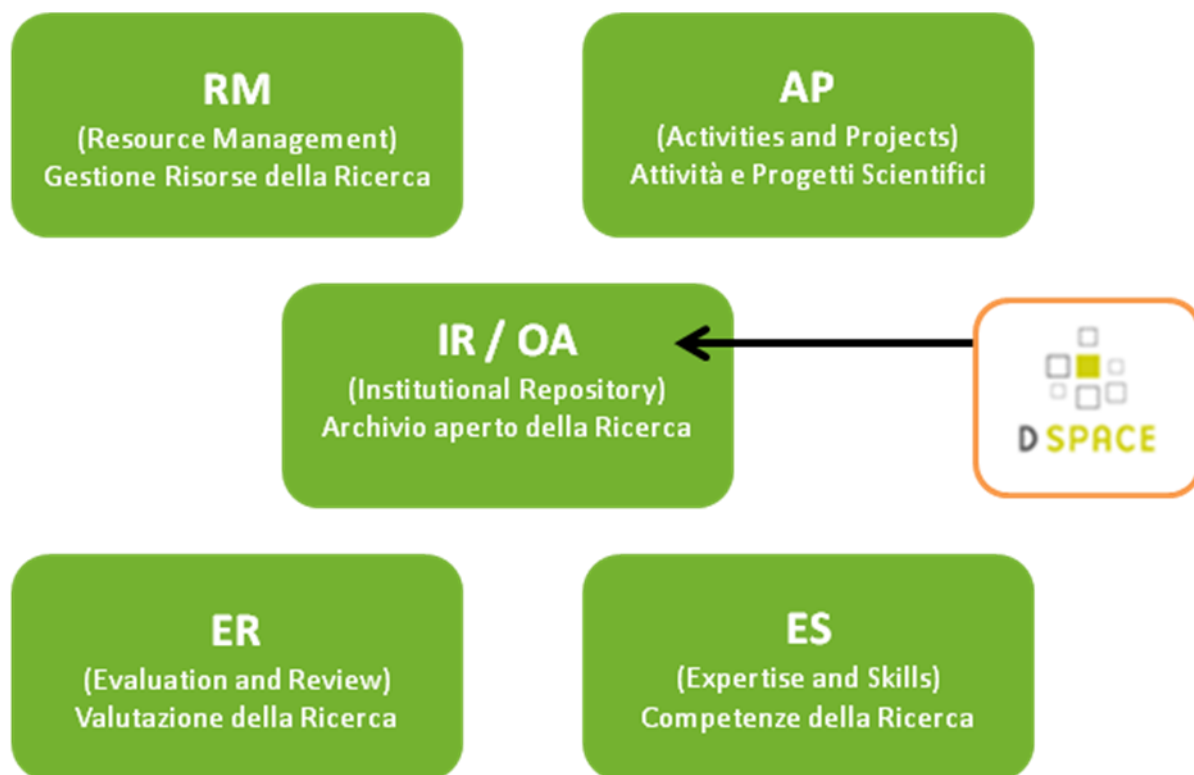 RM
(Resource Management)
Gestione Risorse della Ricerca
AP
(Activities and Projects)
Attività e Progetti Scientifici
IR / OA
(Institutional Repository)
Archivio aperto della Ricerca
D SPACE
ER
(Evaluation and Review)
Valutazione della Ricerca
ES
(Expertise and Skills)
Competenze della Ricerca